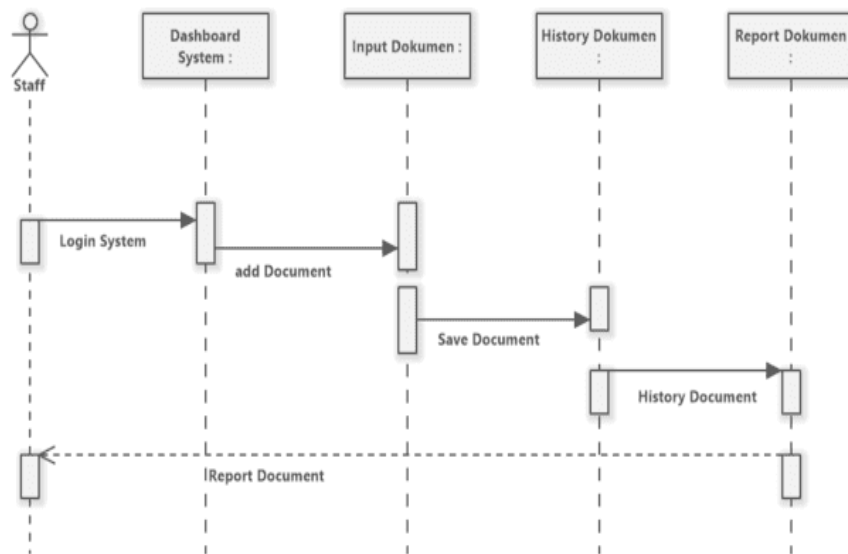 Staff
Dashboard
System :
Input Dokumen :
History Dokumen
:
Report Dokumen
:
Login System
add Document
Save Document
History Document
Report Document